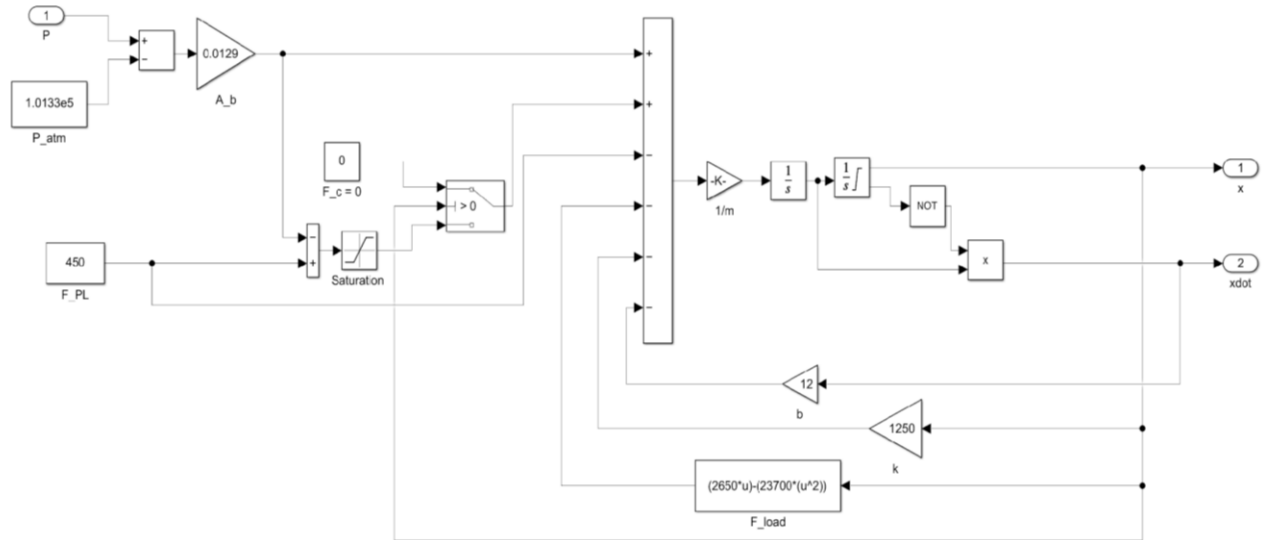 1
P
+
−
0.0129
A_b
1.0133e5
P_atm
0
F_c = 0
> 0
450
F_PL
−
+
Saturation
+
+
−
−
−
−
-K-
1/m
1
s
1
s
NOT
x
1
x
2
xdot
12
b
1250
k
(2650*u)-(23700*(u^2))
F_load